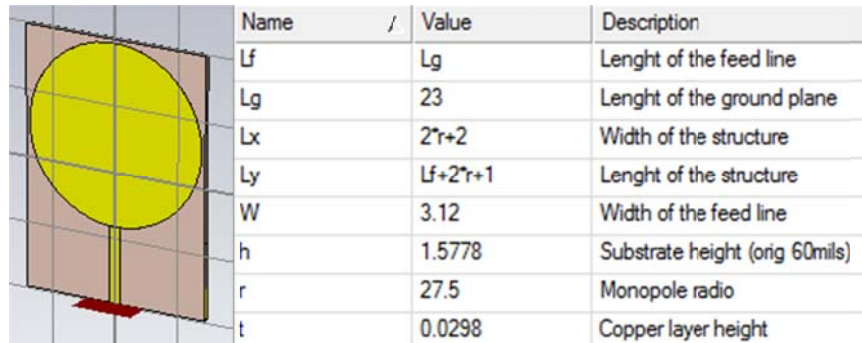 Name / Value Description
Lf Lg Lenght of the feed line
Lg 23 Lenght of the ground plane
Lx 2*r+2 Width of the structure
Ly Lf+2*r+1 Lenght of the structure
W 3.12 Width of the feed line
h 1.5778 Substrate height (orig 60mils)
r 27.5 Monopole radio
t 0.0298 Copper layer height